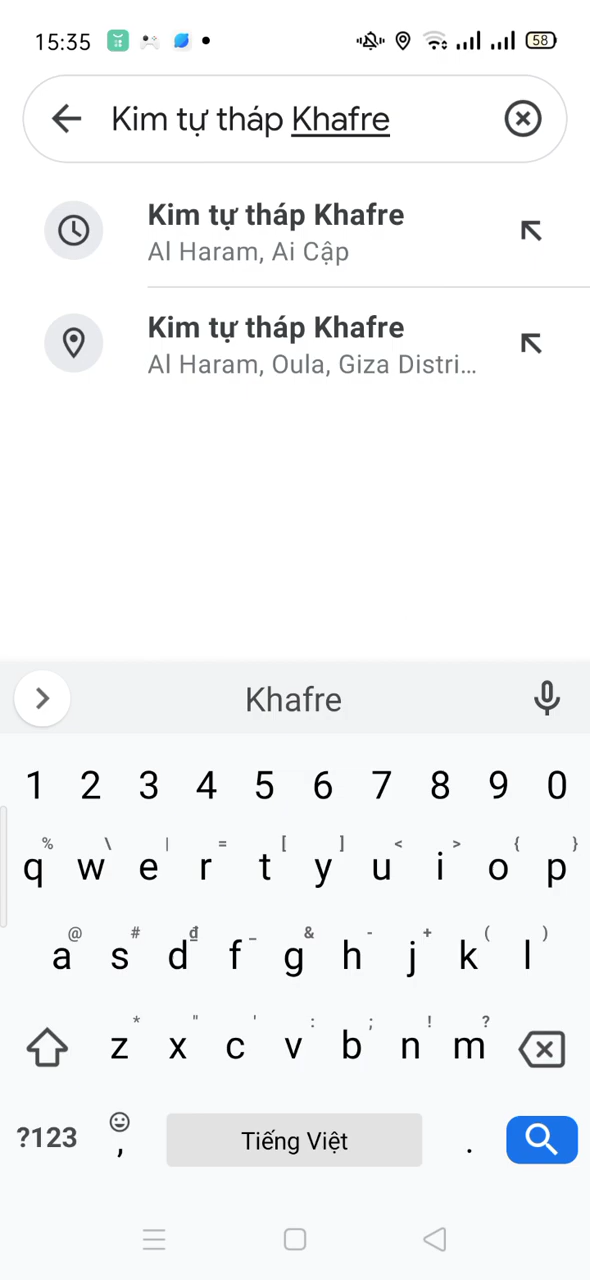 15:35 58
Kim tự tháp Khafre
Kim tự tháp Khafre
Al Haram, Ai Cập
Kim tự tháp Khafre
Al Haram, Oula, Giza Distri...
Khafre
1 2 3 4 5 6 7 8 9 0
% \ | = [ ] < > { }
q w e r t y u i o p
@ # ₫ _ & - + ( )
a s d f g h j k l
* " ' : ; ! ?
z x c v b n m
?123 , Tiếng Việt .